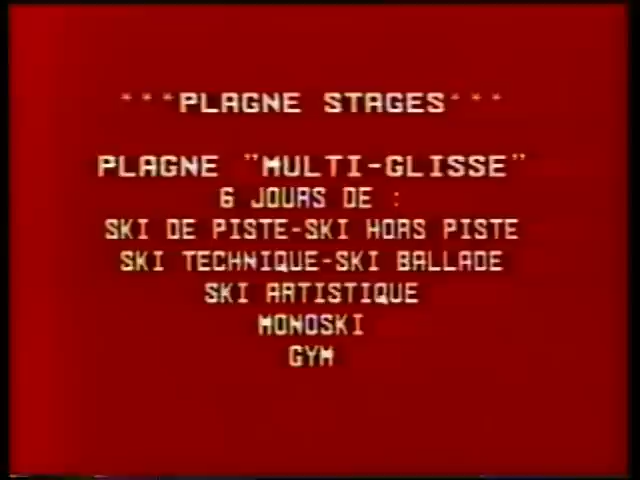 ***PLAGNE STAGES***
PLAGNE "MULTI-GLISSE"
6 JOURS DE :
SKI DE PISTE-SKI HORS PISTE
SKI TECHNIQUE-SKI BALLADE
SKI ARTISTIQUE
MONOSKI
GYM